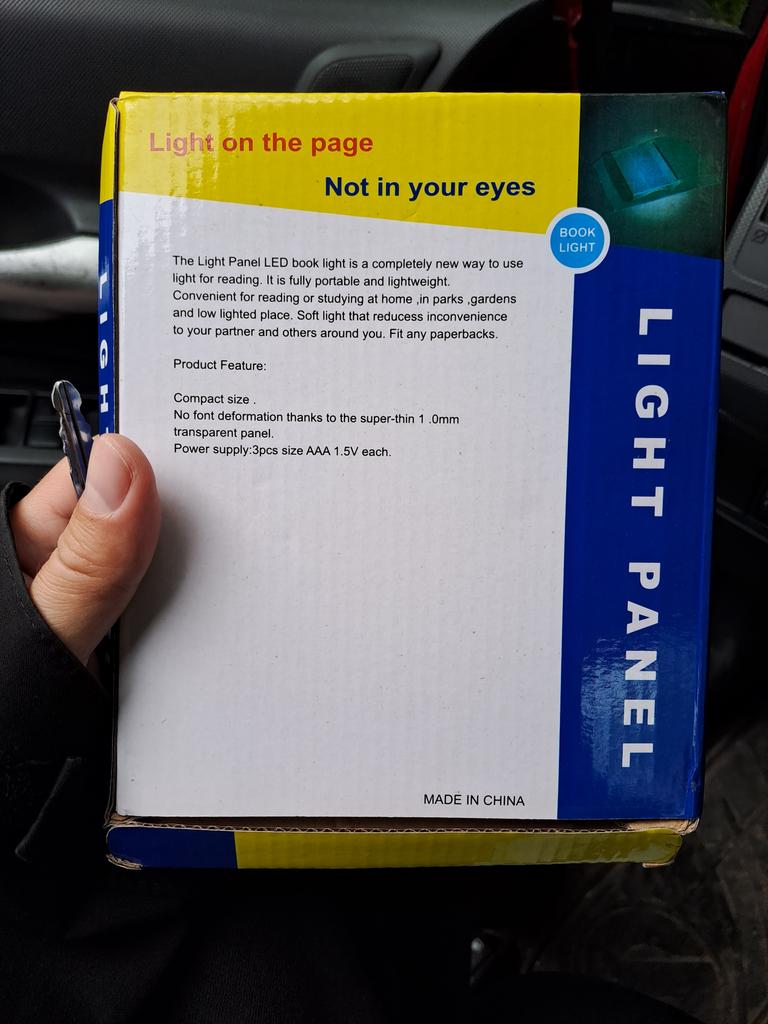 Light on the page
Not in your eyes
BOOK
LIGHT
The Light Panel LED book light is a completely new way to use
light for reading. It is fully portable and lightweight.
Convenient for reading or studying at home ,in parks ,gardens
and low lighted place. Soft light that reducess inconvenience
to your partner and others around you. Fit any paperbacks.
Product Feature:
Compact size .
No font deformation thanks to the super-thin 1 .0mm
transparent panel.
Power supply:3pcs size AAA 1.5V each.
MADE IN CHINA
LIGHT PANEL
LIGHT